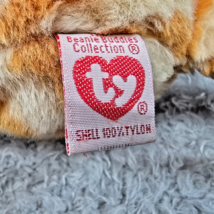 Beanie Buddies
Collection ®
ty
®
SHELL 100% TYLON